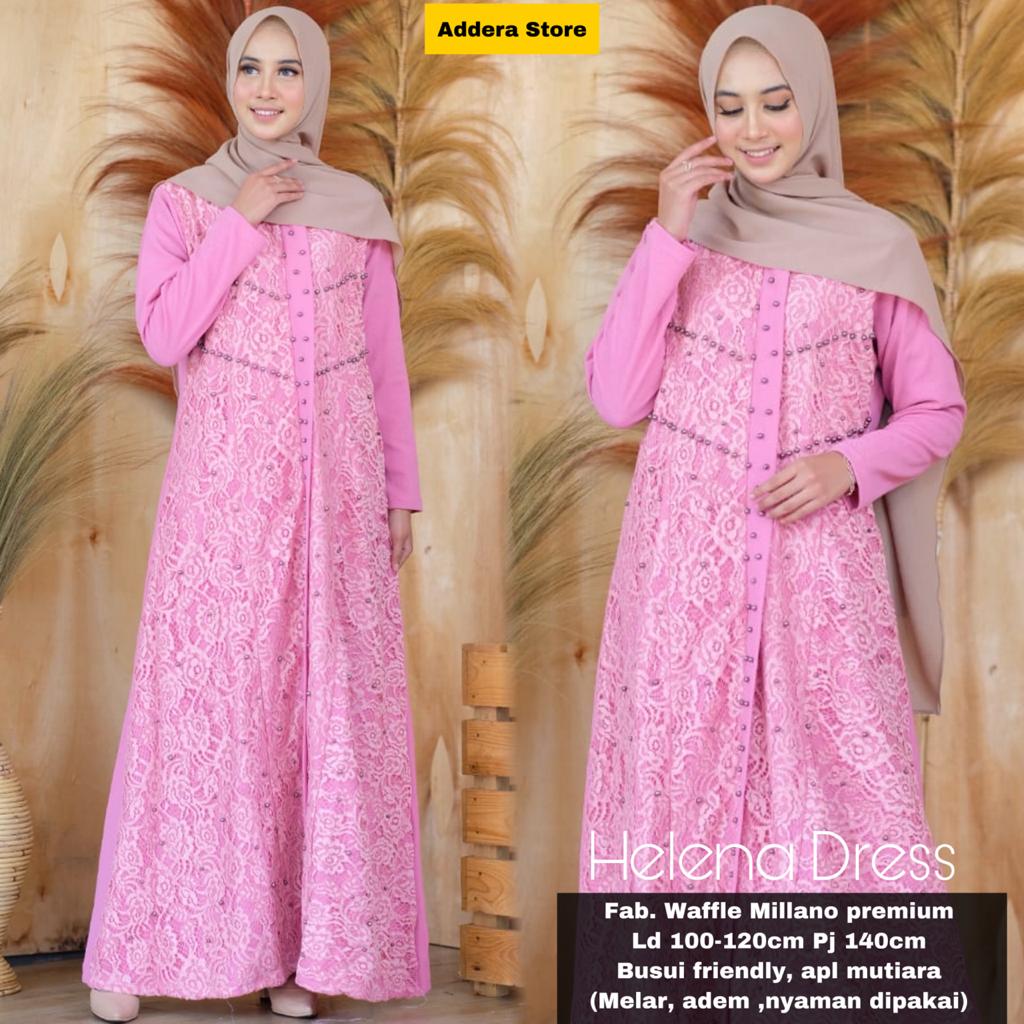 Addera Store
Helena Dress
Fab. Waffle Millano premium
Ld 100-120cm Pj 140cm
Busui friendly, apl mutiara
(Melar, adem ,nyaman dipakai)